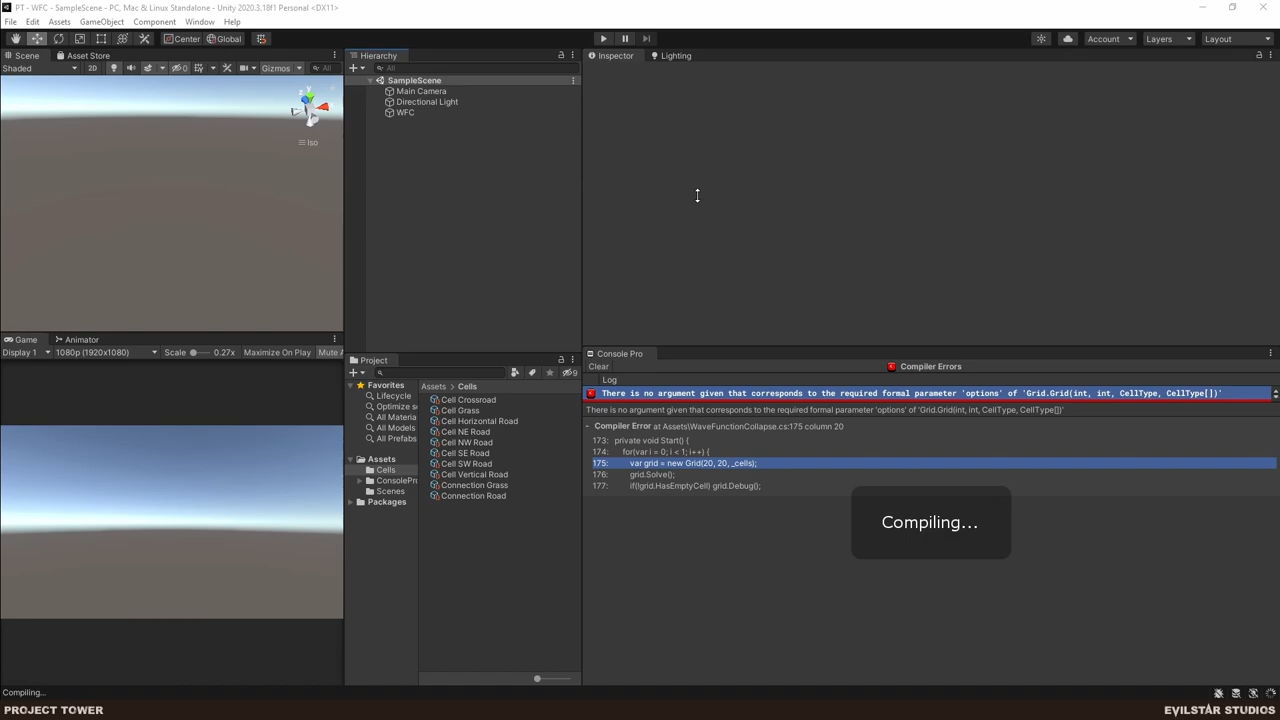 PT - WFC - SampleScene - PC, Mac & Linux Standalone - Unity 2020.3.18f1 Personal <DX11>
File Edit Assets GameObject Component Window Help
Center Global
Account Layers Layout
Scene Asset Store
Shaded 2D 0 Gizmos All
Iso
Game Animator
Display 1 1080p (1920x1080) Scale 0.27x Maximize On Play Mute A
Hierarchy
All
SampleScene
Main Camera
Directional Light
WFC
Project
9
Favorites
Lifecycle
Optimize s
All Materia
All Models
All Prefabs
Assets
Cells
ConsolePr
Scenes
Packages
Assets > Cells
Cell Crossroad
Cell Grass
Cell Horizontal Road
Cell NE Road
Cell NW Road
Cell SE Road
Cell SW Road
Cell Vertical Road
Connection Grass
Connection Road
Inspector Lighting
Console Pro
Clear Compiler Errors
Log
There is no argument given that corresponds to the required formal parameter 'options' of 'Grid.Grid(int, int, CellType, CellType[])'
There is no argument given that corresponds to the required formal parameter 'options' of 'Grid.Grid(int, int, CellType, CellType[])'
Compiler Error at Assets\WaveFunctionCollapse.cs:175 column 20
173: private void Start() {
174: for(var i = 0; i < 1; i++) {
175: var grid = new Grid(20, 20, _cells);
176: grid.Solve();
177: if(!grid.HasEmptyCell) grid.Debug();
Compiling...
Compiling...
PROJECT TOWER
EVILSTAR STUDIOS